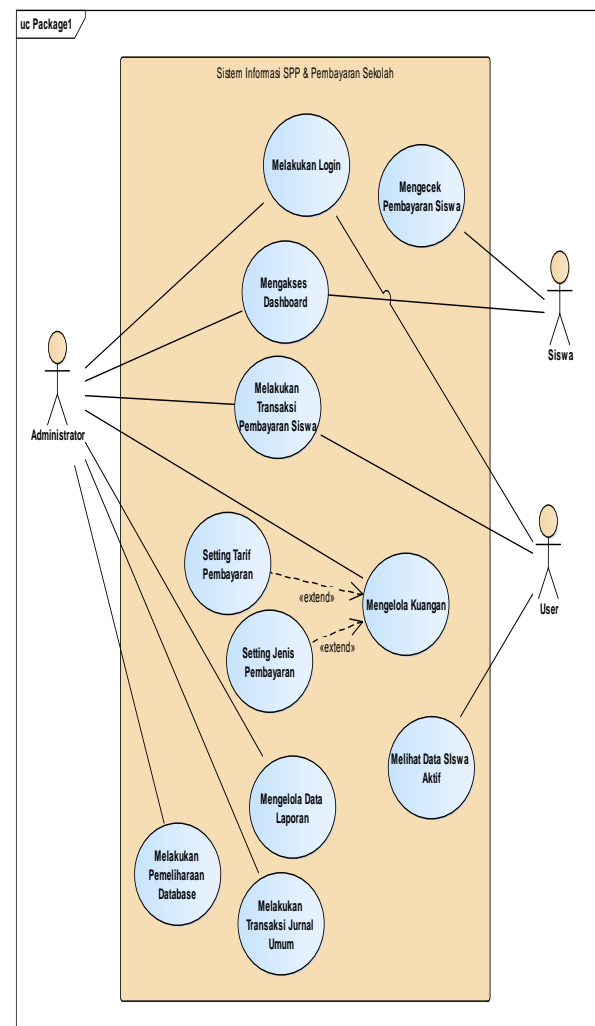 uc Package1
Sistem Informasi SPP & Pembayaran Sekolah
Melakukan Login
Mengecek
Pembayaran Siswa
Mengakses
Dashboard
Siswa
Melakukan
Transaksi
Pembayaran Siswa
Administrator
Setting Tarif
Pembayaran
«extend»
Mengelola Kuangan
User
Setting Jenis
Pembayaran
«extend»
Melihat Data SIswa
Aktif
Mengelola Data
Laporan
Melakukan
Pemeliharaan
Database
Melakukan
Transaksi Jurnal
Umum